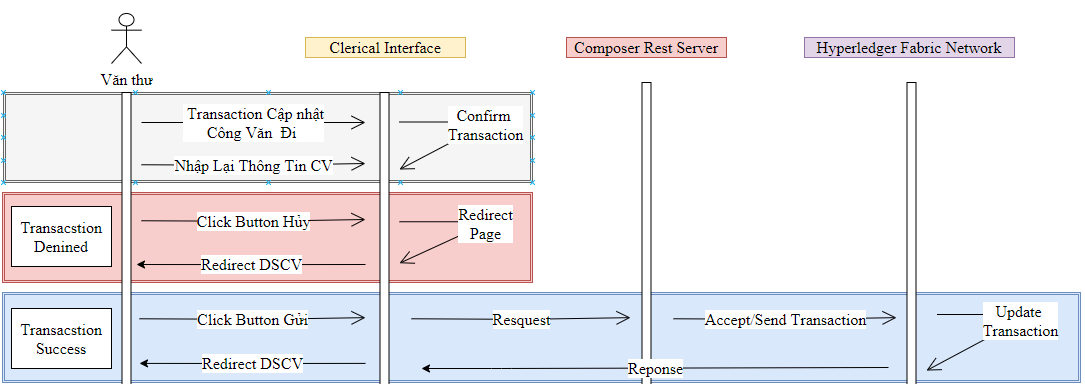 Clerical Interface
Composer Rest Server
Hyperledger Fabric Network
Văn thư
Transaction Cập nhật
Công Văn Đi
Confirm
Transaction
Nhập Lại Thông Tin CV
Transacstion
Denined
Click Button Hủy
Redirect
Page
Redirect DSCV
Transacstion
Success
Click Button Gửi
Resquest
Accept/Send Transaction
Update
Transaction
Redirect DSCV
Reponse